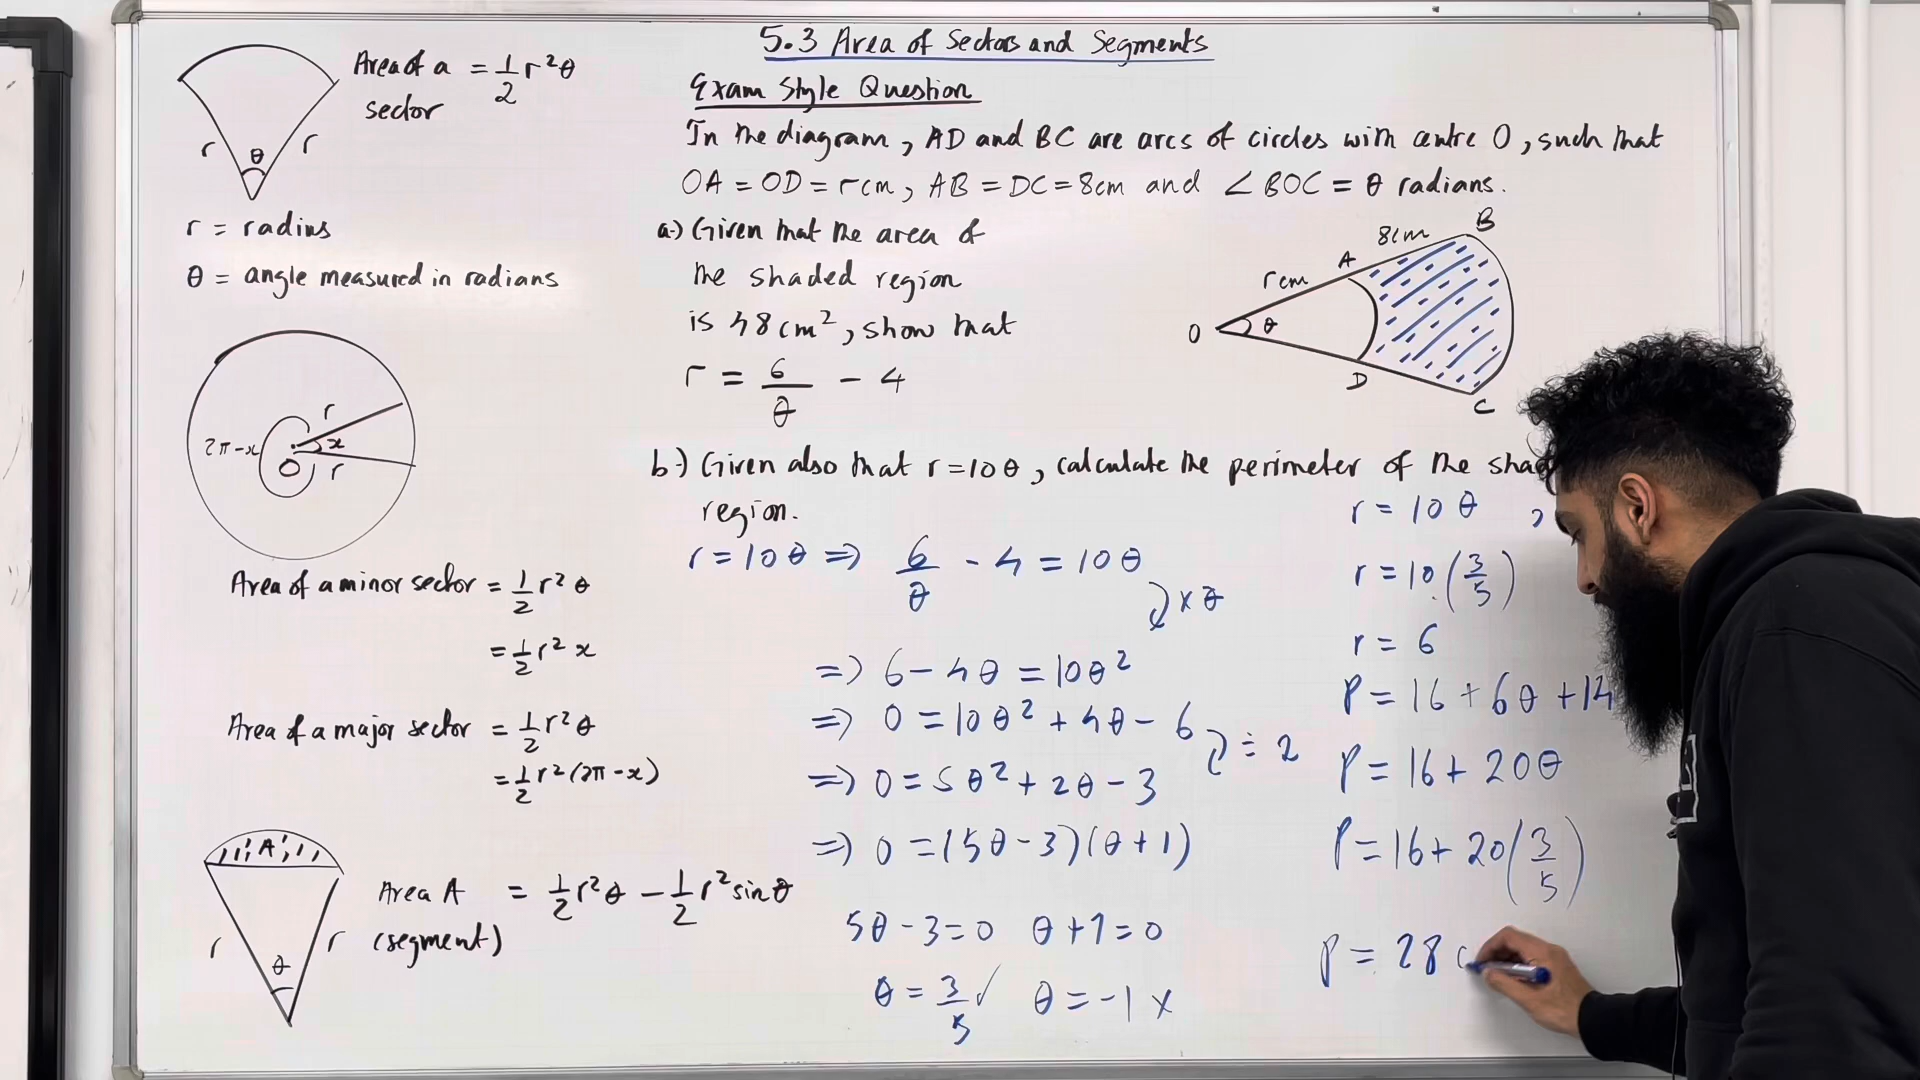 5.3 Area of Sectors and Segments
Area of a sector = 1/2 r²θ
r
θ
r
r = radius
θ = angle measured in radians
r
2π-x
x
O
r
Area of a minor sector = 1/2 r² θ
= 1/2 r² x
Area of a major sector = 1/2 r²θ
= 1/2 r² (2π - x)
A
r
r
θ
Area A (segment) = 1/2 r²θ - 1/2 r² sin θ
Exam Style Question
In the diagram, AD and BC are arcs of circles with centre O, such that
OA = OD = r cm, AB = DC = 8cm and ∠BOC = θ radians.
a) Given that the area of
the shaded region
is 48 cm², show that
r = 6/θ - 4
B
8cm
A
r cm
O
θ
D
C
b) Given also that r = 10θ, calculate the perimeter of the
region.
r = 10θ => 6/θ - 4 = 10θ
× θ
=> 6 - 4θ = 10θ²
=> 0 = 10θ² + 4θ - 6
÷ 2
=> 0 = 5θ² + 2θ - 3
=> 0 = (5θ - 3)(θ + 1)
5θ - 3 = 0 θ + 1 = 0
θ = 3/5 ✓ θ = -1 x
r = 10θ ,
r = 10(3/5)
r = 6
P = 16 + 6θ + 14
P = 16 + 20θ
P = 16 + 20(3/5)
P = 28 c